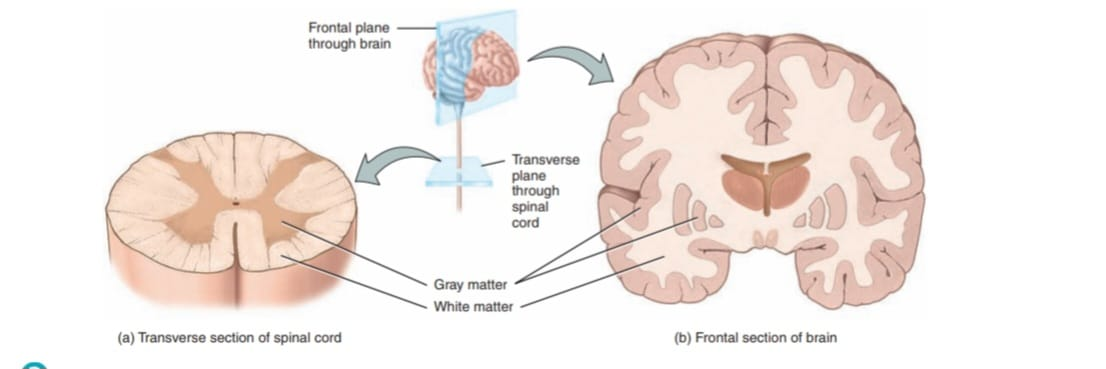 Frontal plane
through brain
Transverse
plane
through
spinal
cord
Gray matter
White matter
(a) Transverse section of spinal cord
(b) Frontal section of brain